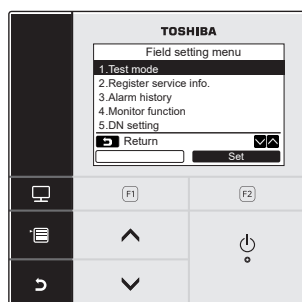 TOSHIBA
Field setting menu
1.Test mode
2.Register service info.
3.Alarm history
4.Monitor function
5.DN setting
Return
Set
F1
F2